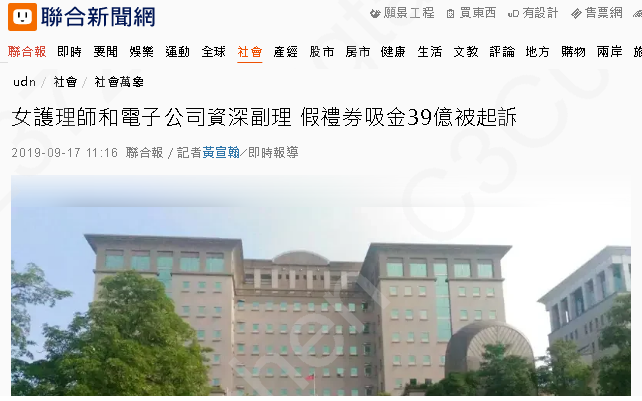 聯合新聞網
願景工程 買東西 有設計 售票網
聯合報 即時 要聞 娛樂 運動 全球 社會 產經 股市 房市 健康 生活 文教 評論 地方 購物 兩岸
udn / 社會 / 社會萬象
女護理師和電子公司資深副理 假禮券吸金39億被起訴
2019-09-17 11:16 聯合報 / 記者黃宣翰╱即時報導